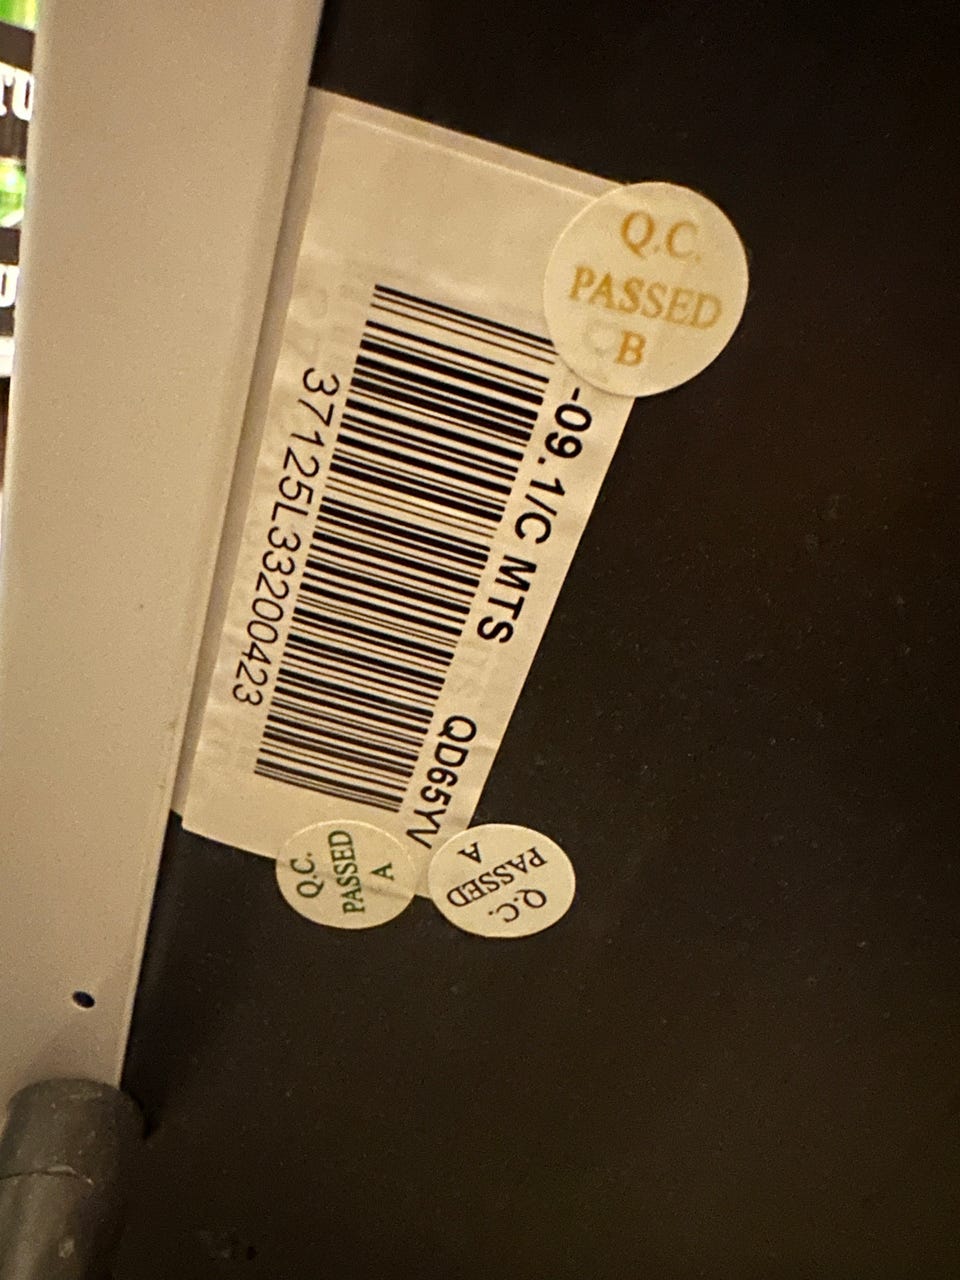 Q.C.
PASSED
B
-09.1/C MTS QD65YV
37125L33200423
Q.C.
PASSED
A
Q.C.
PASSED
A